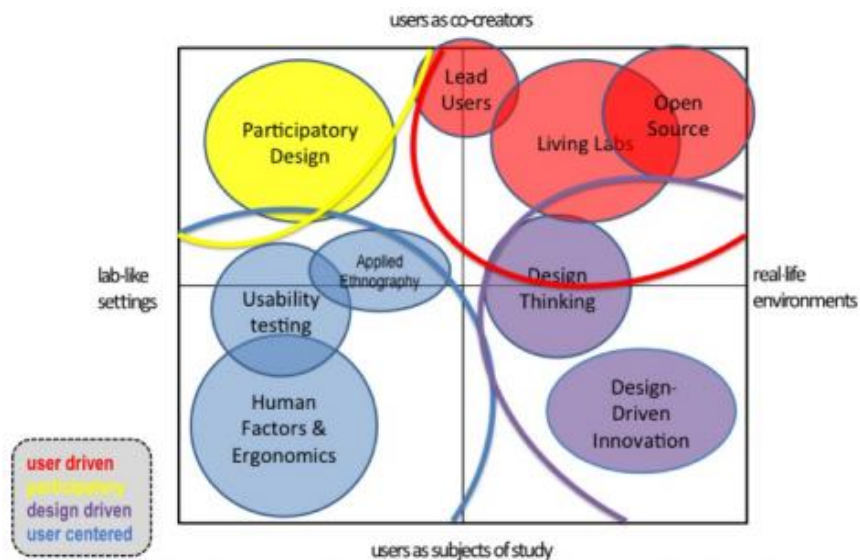 users as co-creators
Lead
Users
Open
Source
Participatory
Design
Living Labs
lab-like
settings
Applied
Ethnography
Usability
testing
Design
Thinking
real-life
environments
Human
Factors &
Ergonomics
Design-
Driven
Innovation
user driven
participatory
design driven
user centered
users as subjects of study